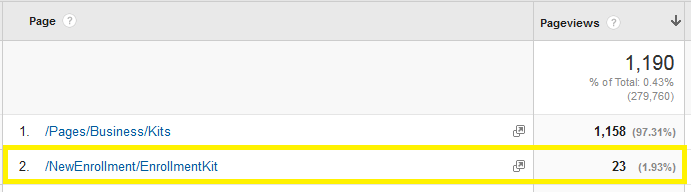 Page ? Pageviews ?
1,190
% of Total: 0.43%
(279,760)
1. /Pages/Business/Kits 1,158 (97.31%)
2. /NewEnrollment/EnrollmentKit 23 (1.93%)